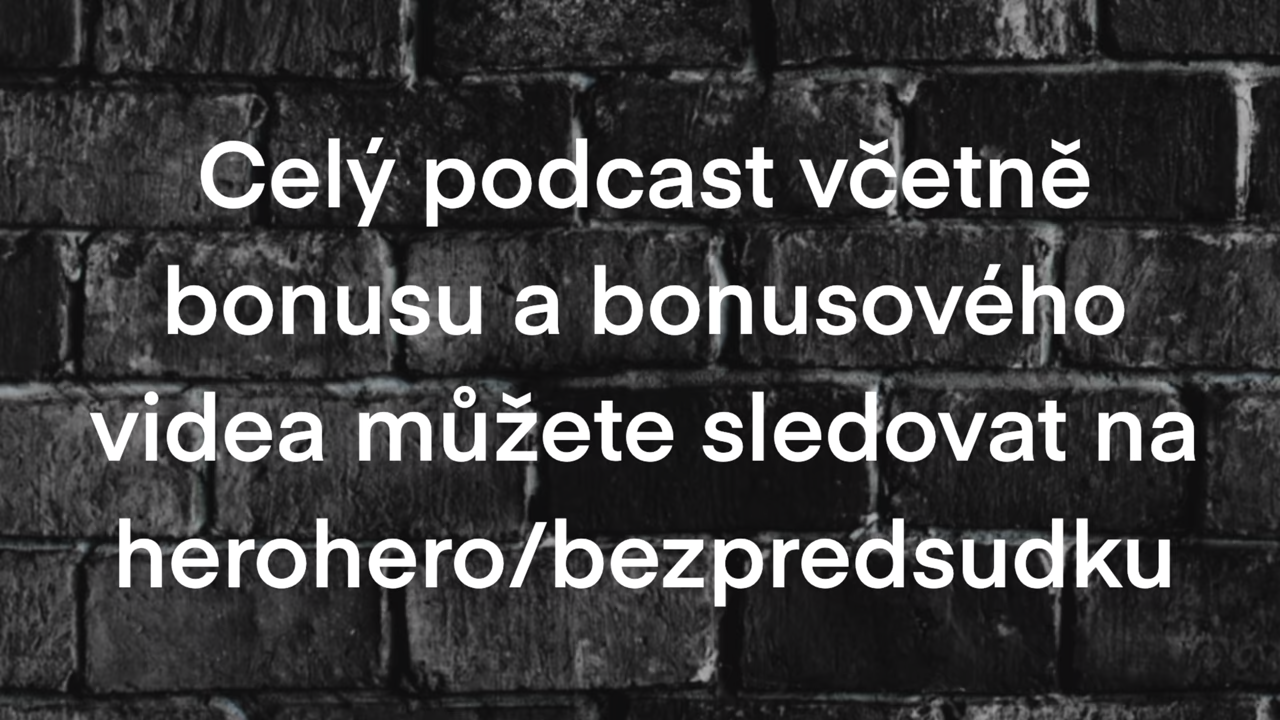 Celý podcast včetně
bonusu a bonusového
videa můžete sledovat na
herohero/bezpredsudku